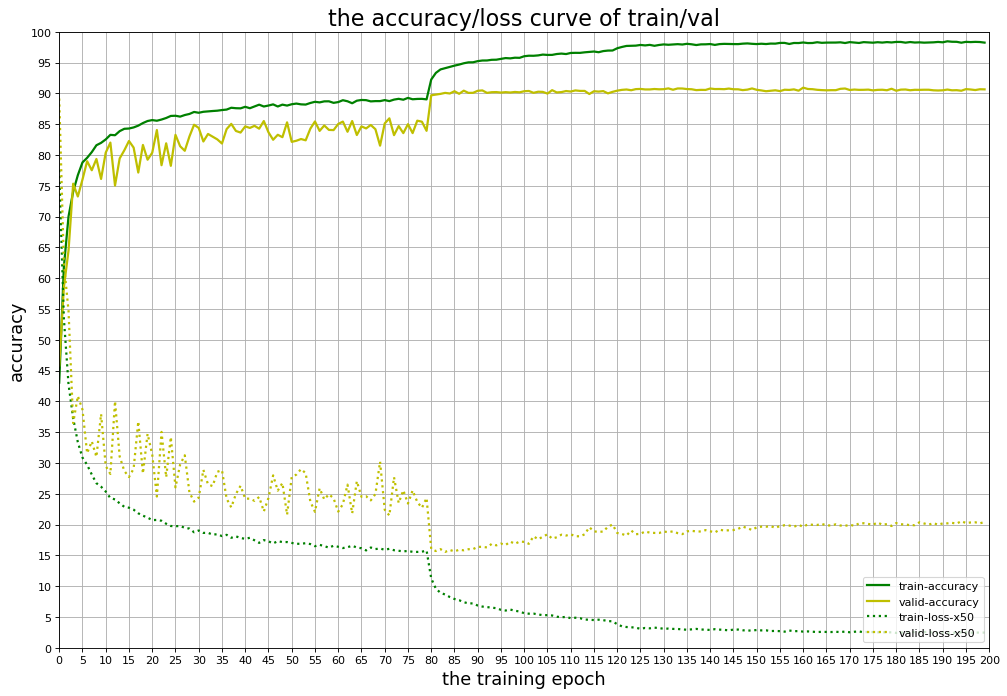 the accuracy/loss curve of train/val
100
95
90
85
80
75
70
65
60
55
50
45
40
35
30
25
20
15
10
5
0
accuracy
train-accuracy
valid-accuracy
train-loss-x50
valid-loss-x50
0 5 10 15 20 25 30 35 40 45 50 55 60 65 70 75 80 85 90 95 100 105 110 115 120 125 130 135 140 145 150 155 160 165 170 175 180 185 190 195 200
the training epoch